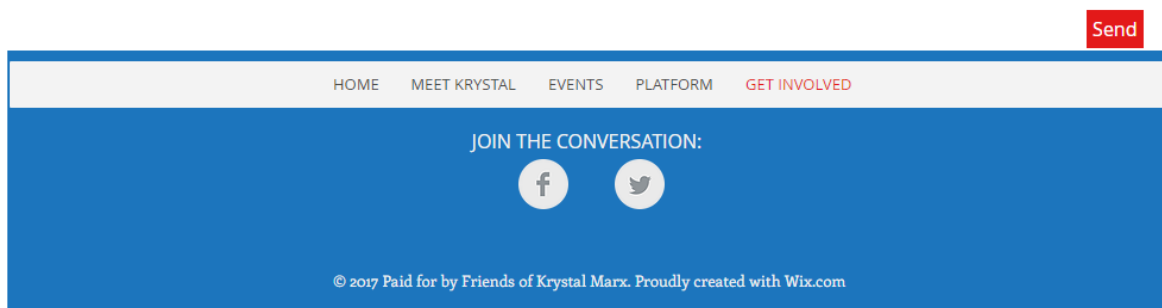 Send
HOME MEET KRYSTAL EVENTS PLATFORM GET INVOLVED
JOIN THE CONVERSATION:
© 2017 Paid for by Friends of Krystal Marx. Proudly created with Wix.com